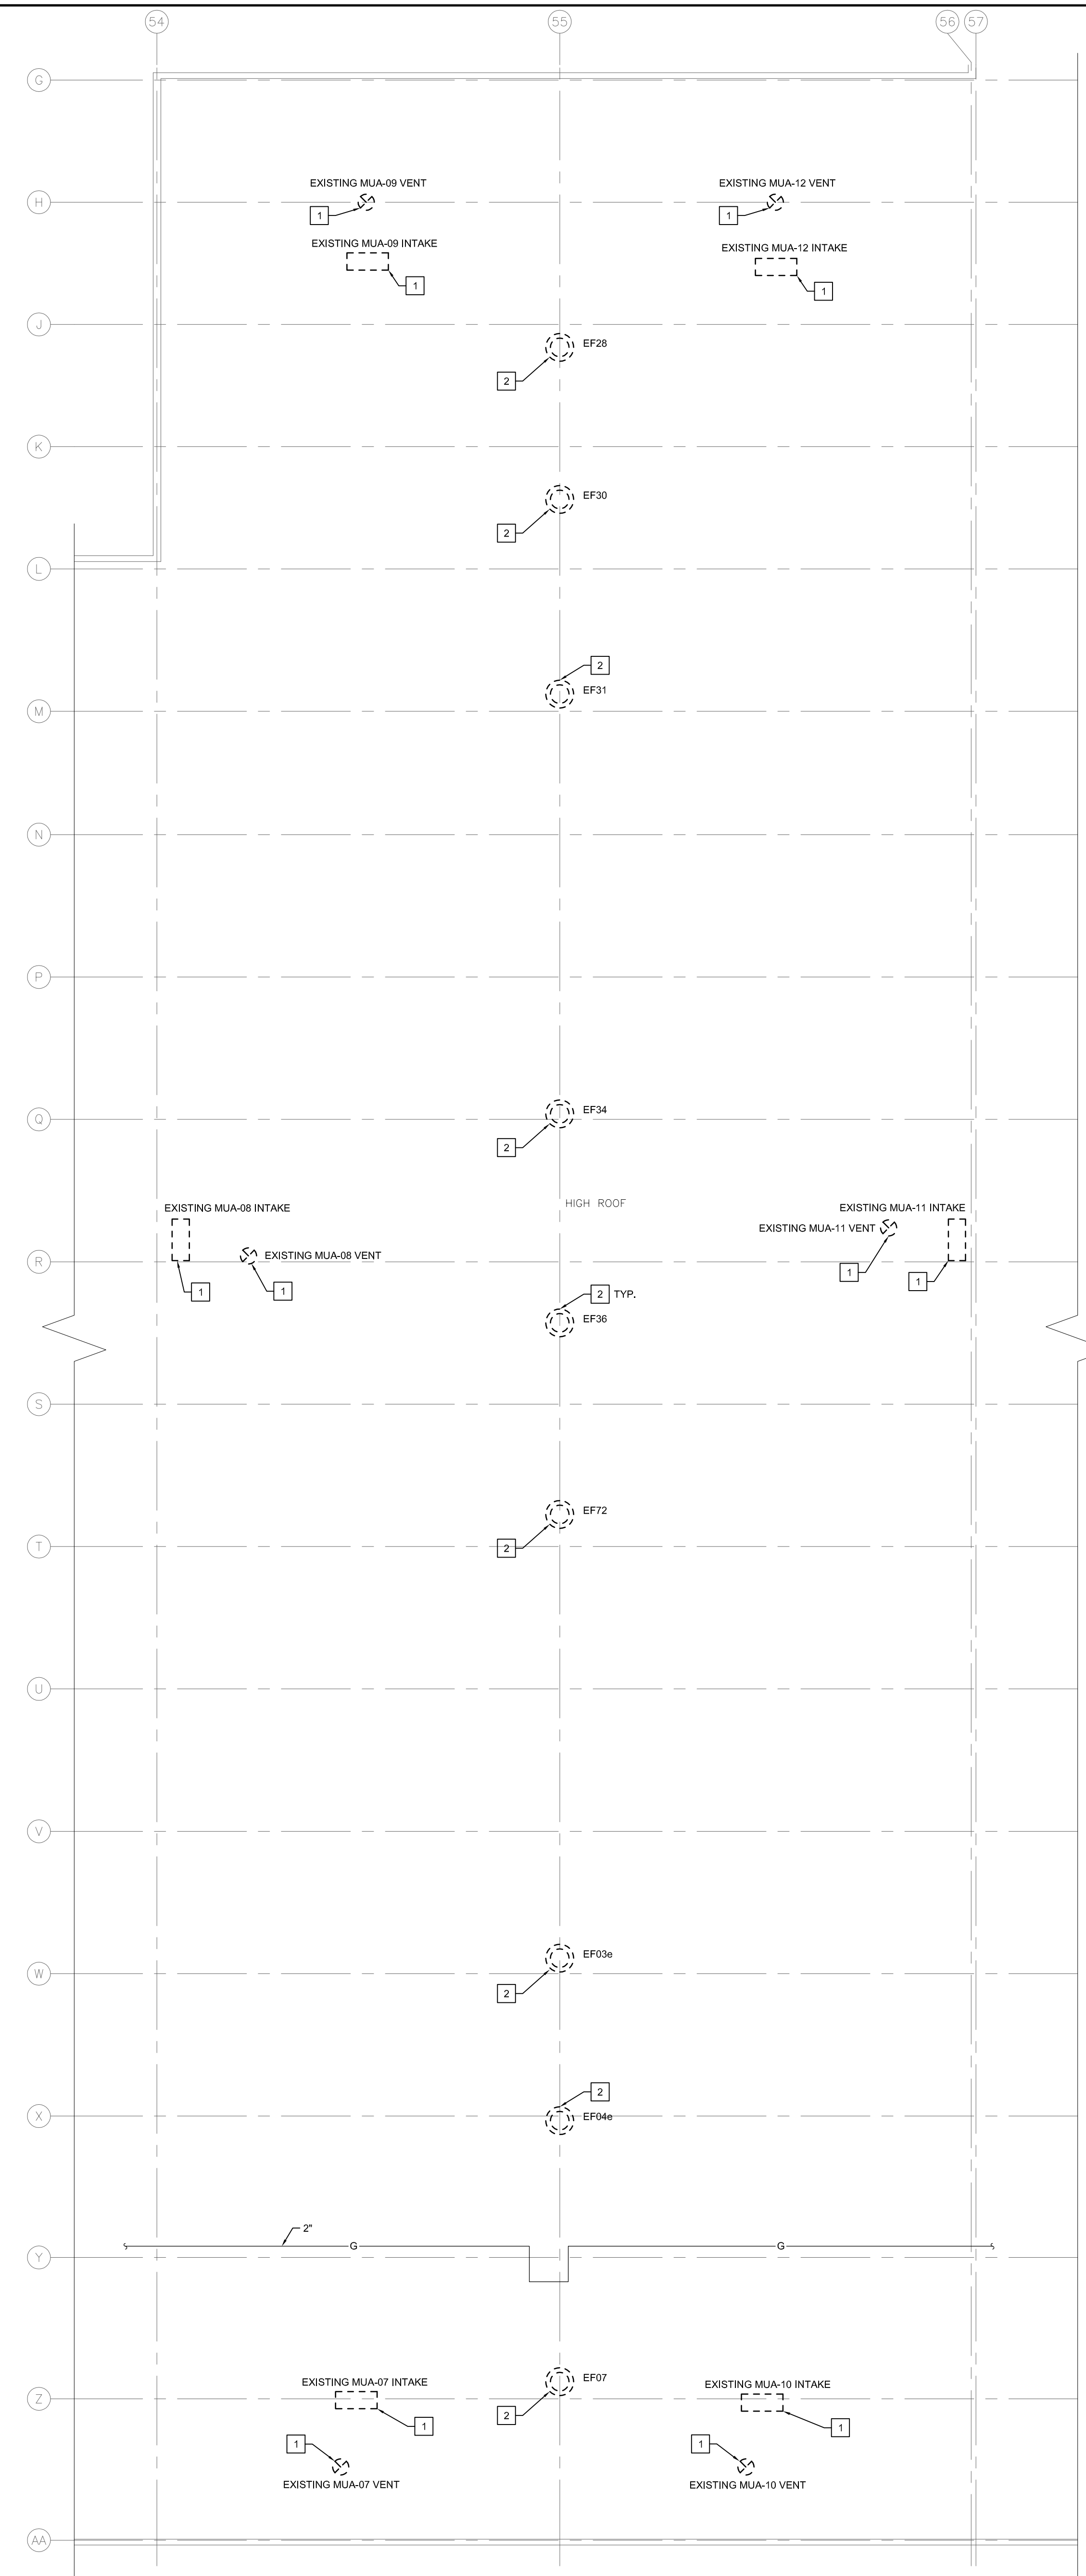 54
55
56
57
G
H
EXISTING MUA-09 VENT
1
EXISTING MUA-09 INTAKE
1
EXISTING MUA-12 VENT
1
EXISTING MUA-12 INTAKE
1
J
EF28
2
K
EF30
2
L
2
EF31
M
N
P
Q
EF34
2
HIGH ROOF
EXISTING MUA-08 INTAKE
EXISTING MUA-08 VENT
1
1
EXISTING MUA-11 INTAKE
EXISTING MUA-11 VENT
1
1
R
2 TYP.
EF36
S
EF72
2
T
U
V
EF03e
W
2
2
X
EF04e
2"
G
G
Y
EXISTING MUA-07 INTAKE
EF07
EXISTING MUA-10 INTAKE
Z
1
2
1
1
1
EXISTING MUA-07 VENT
EXISTING MUA-10 VENT
AA